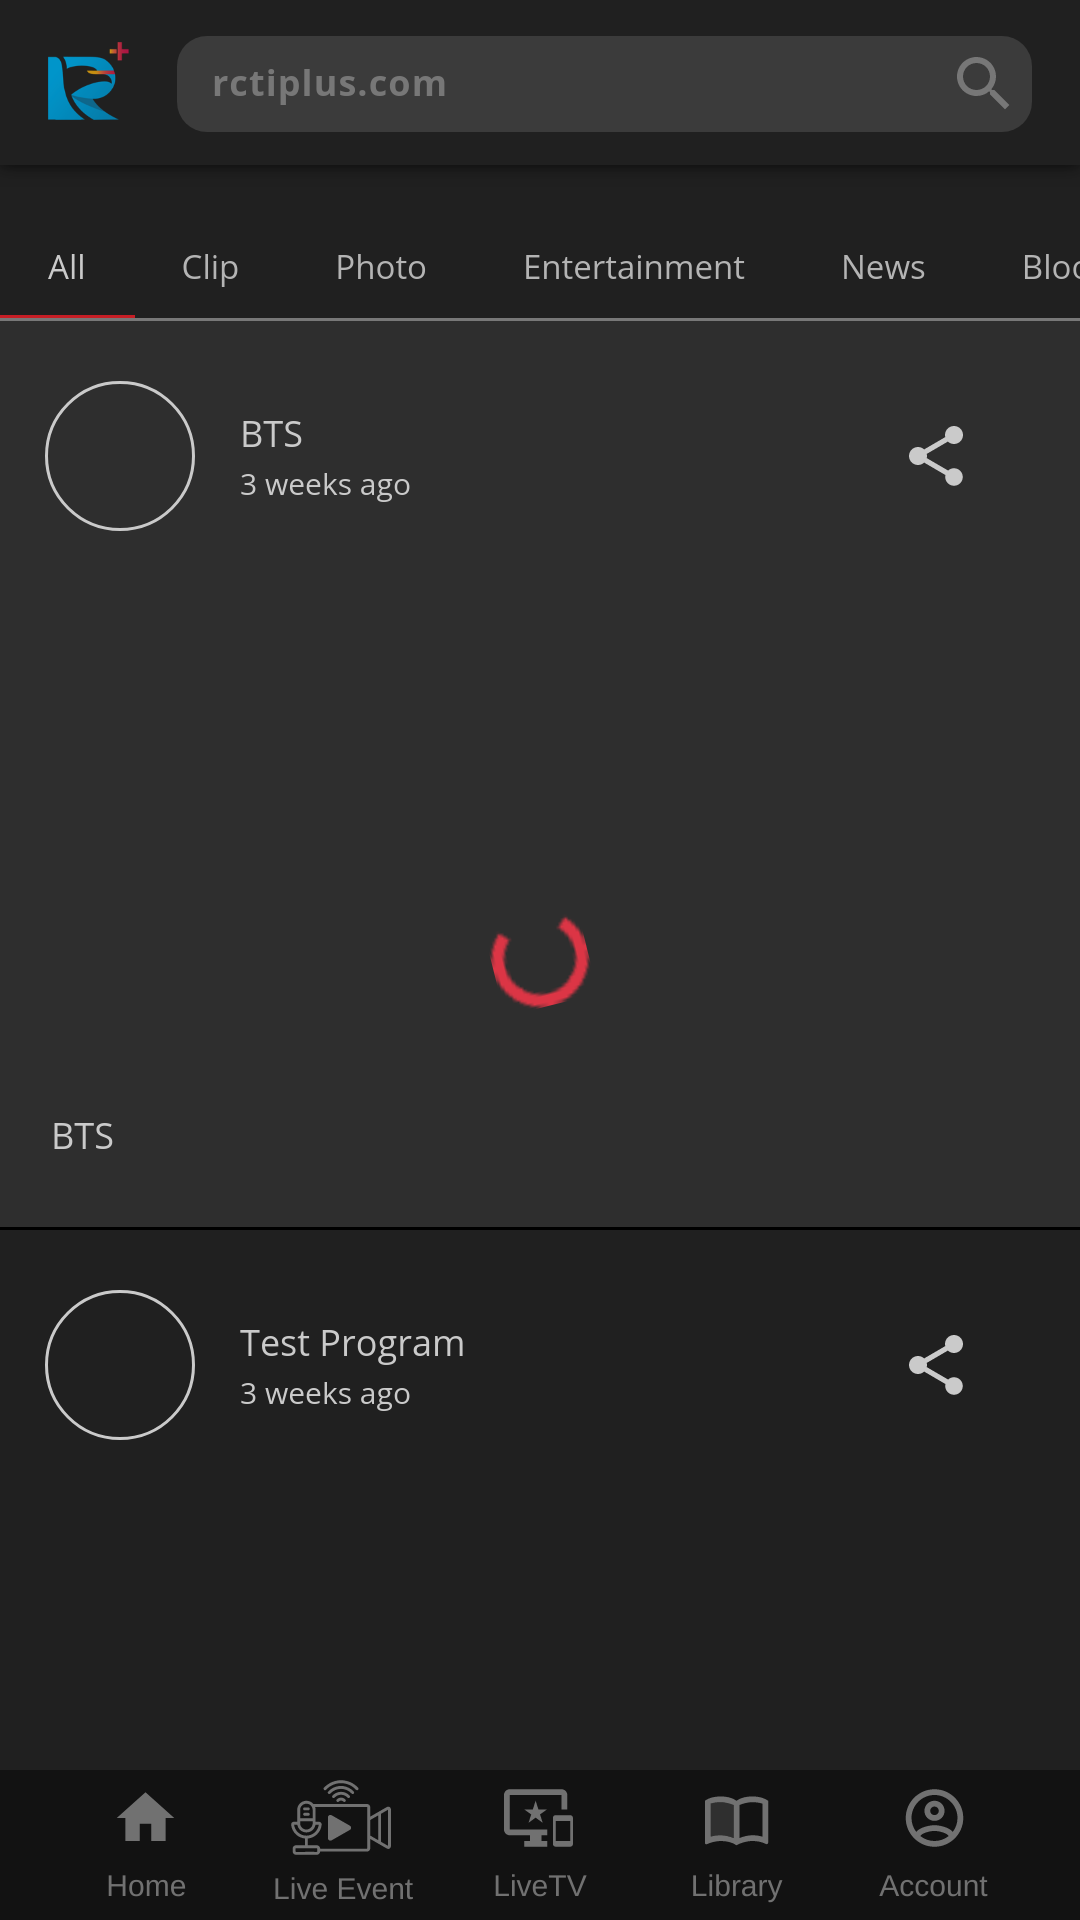 rctiplus.com
All Clip Photo Entertainment News
BTS
3 weeks ago
BTS
Test Program
3 weeks ago
Home Live Event LiveTV Library Account